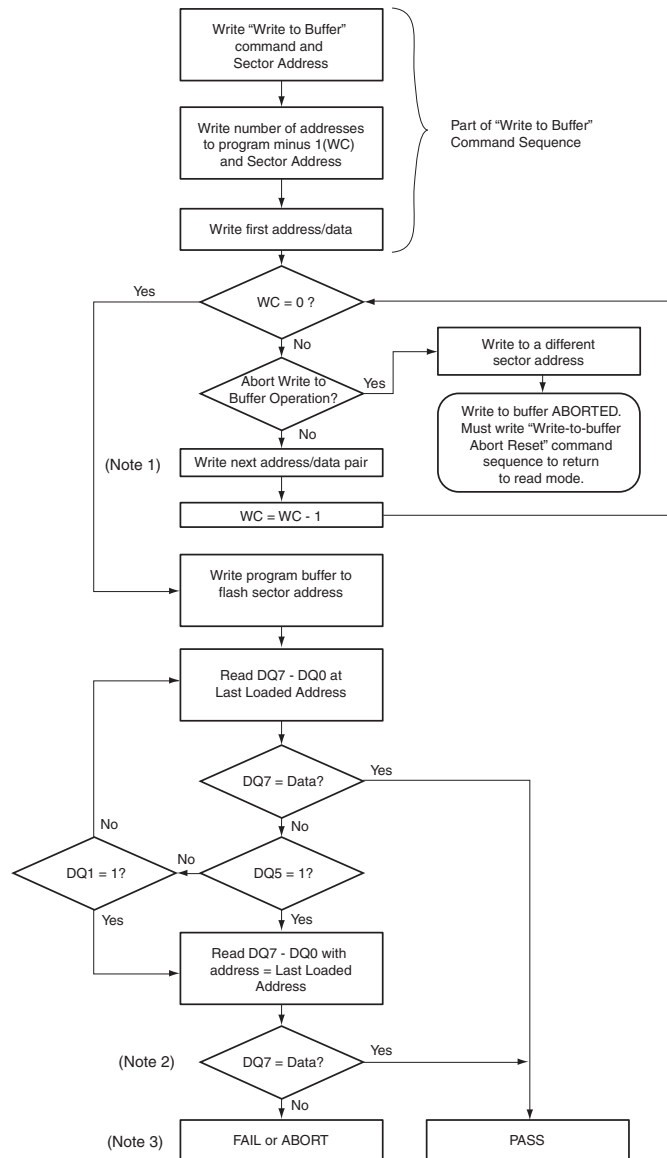 Write “Write to Buffer”
command and
Sector Address
Write number of addresses
to program minus 1(WC)
and Sector Address
Part of “Write to Buffer”
Command Sequence
Write first address/data
Yes
WC = 0 ?
No
Write to a different
sector address
Abort Write to
Buffer Operation?
Yes
No
Write to buffer ABORTED.
Must write “Write-to-buffer
Abort Reset” command
sequence to return
to read mode.
(Note 1)
Write next address/data pair
WC = WC - 1
Write program buffer to
flash sector address
Read DQ7 - DQ0 at
Last Loaded Address
DQ7 = Data?
Yes
No
No
DQ1 = 1?
No
DQ5 = 1?
Yes
Yes
Read DQ7 - DQ0 with
address = Last Loaded
Address
(Note 2)
DQ7 = Data?
Yes
No
(Note 3)
FAIL or ABORT
PASS